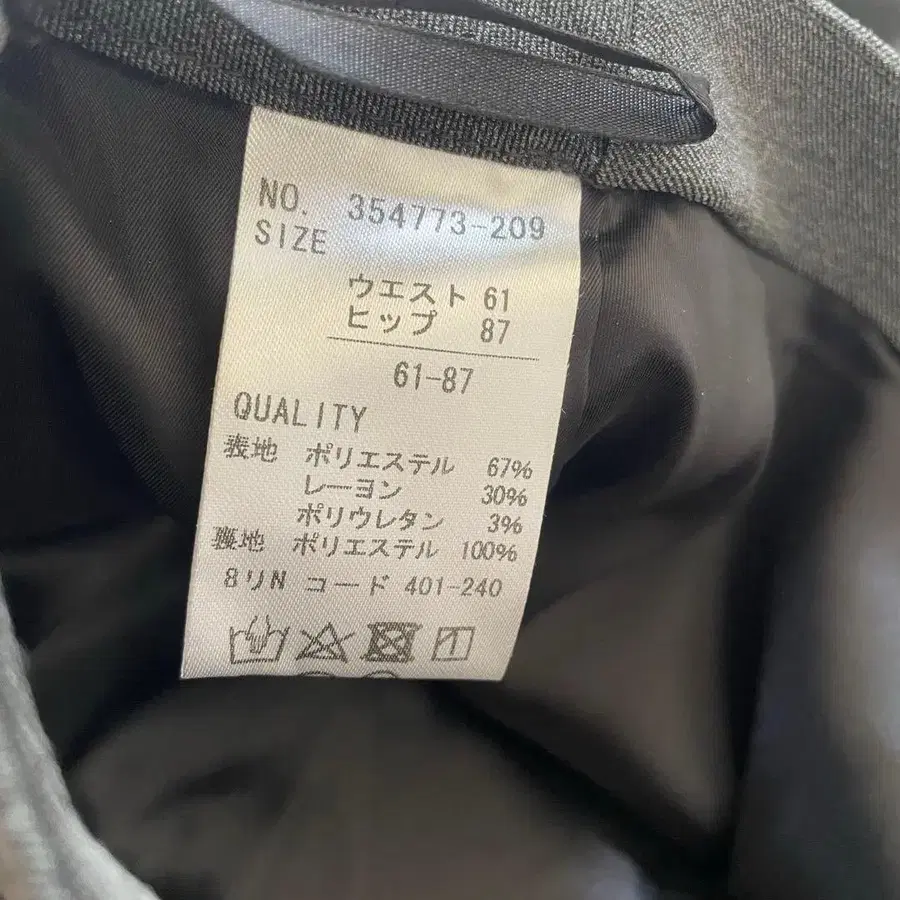 NO. 354773-209
SIZE
ウエスト 61
ヒップ 87
61-87
QUALITY
表地 ポリエステル 67%
レーヨン 30%
ポリウレタン 3%
裏地 ポリエステル 100%
8リN コード 401-240